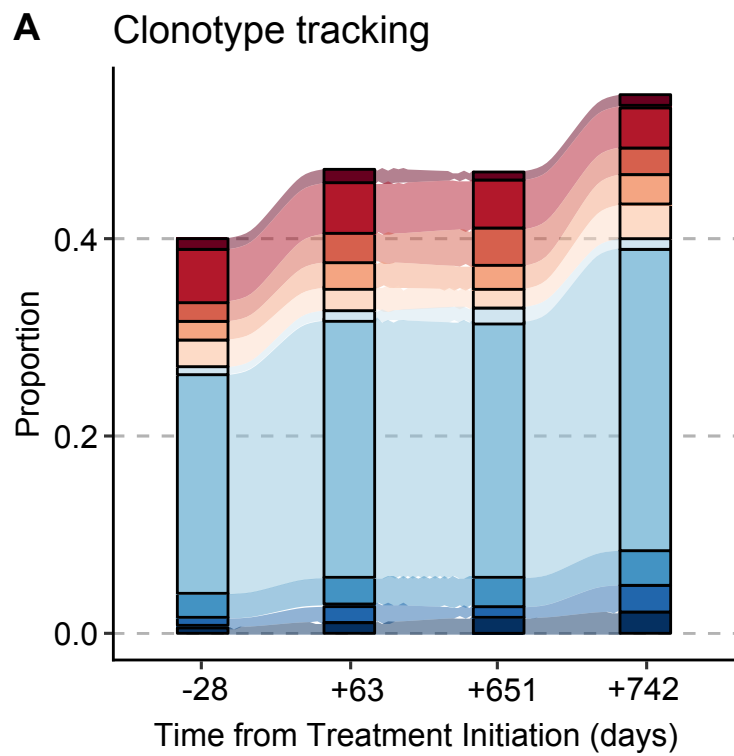 A Clonotype tracking
Proportion
0.4
0.2
0.0
-28 +63 +651 +742
Time from Treatment Initiation (days)